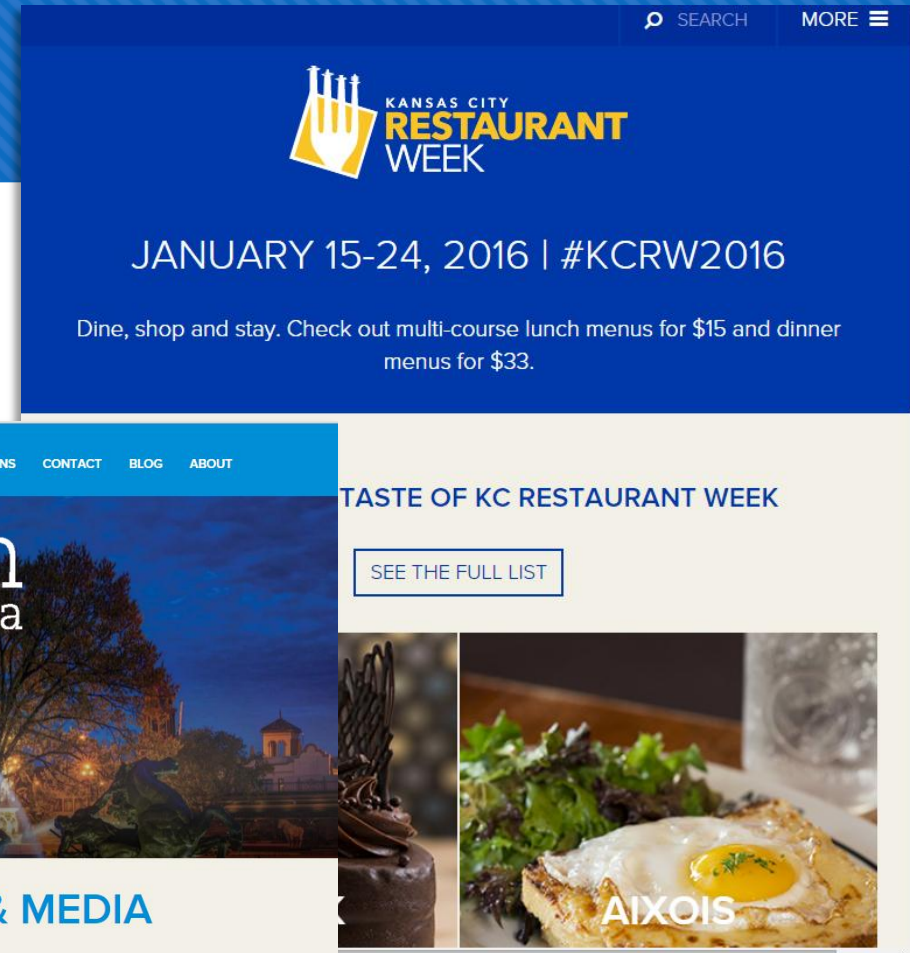 SEARCH
MORE
KANSAS CITY
RESTAURANT
WEEK
JANUARY 15-24, 2016 | #KCRW2016
Dine, shop and stay. Check out multi-course lunch menus for $15 and dinner
menus for $33.
CONTACT BLOG ABOUT
TASTE OF KC RESTAURANT WEEK
SEE THE FULL LIST
& MEDIA
AIXOIS